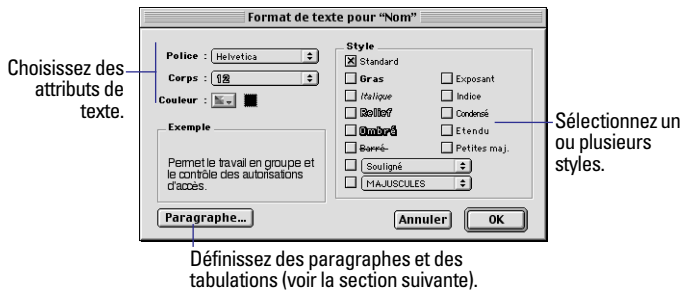 Format de texte pour “Nom”
Choisissez des
attributs de
texte.
Police : Helvetica
Corps : 12
Couleur :
Exemple
Permet le travail en groupe et
le contrôle des autorisations
d'accès.
Style
Standard
Gras
Exposant
Italique
Indice
Relief
Condensé
Ombré
Etendu
Barré
Petites maj.
Souligné
MAJUSCULES
Sélectionnez un
ou plusieurs
styles.
Paragraphe...
Annuler
OK
Définissez des paragraphes et des
tabulations (voir la section suivante).